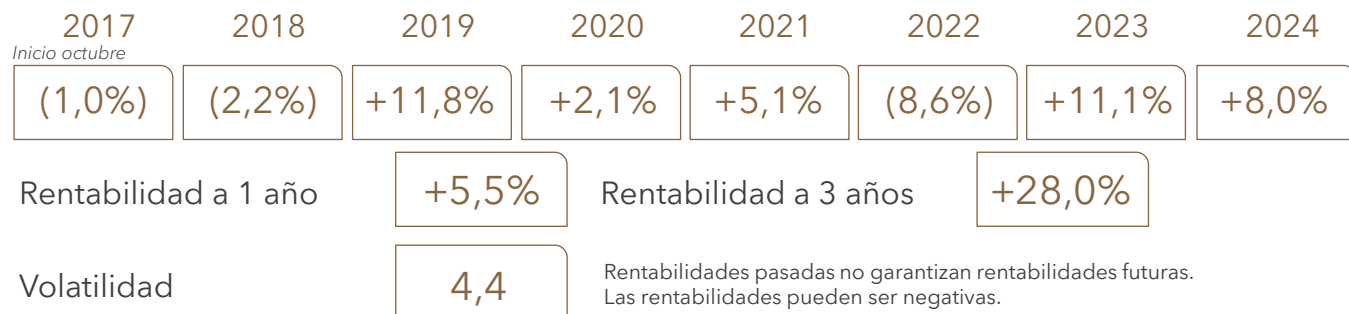 2017 2018 2019 2020 2021 2022 2023 2024
Inicio octubre
(1,0%) (2,2%) +11,8% +2,1% +5,1% (8,6%) +11,1% +8,0%
Rentabilidad a 1 año +5,5% Rentabilidad a 3 años +28,0%
Volatilidad 4,4
Rentabilidades pasadas no garantizan rentabilidades futuras.
Las rentabilidades pueden ser negativas.